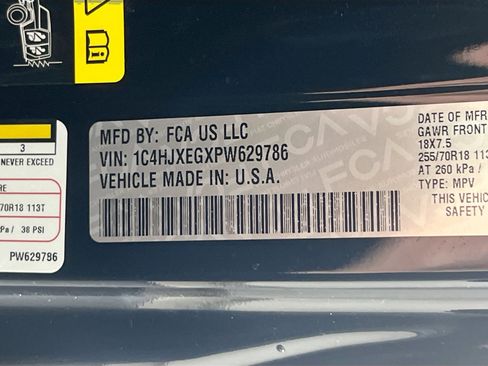 3
NEVER EXCEED
RE
70R18 113T
Pa / 38 PSI
PW629786
MFD BY: FCA US LLC
VIN: 1C4HJXEGXPW629786
VEHICLE MADE IN: U.S.A.
DATE OF MFR
GAWR FRONT
18X7.5
255/70R18 113
AT 260 kPa /
TYPE: MPV
THIS VEHIC
SAFETY